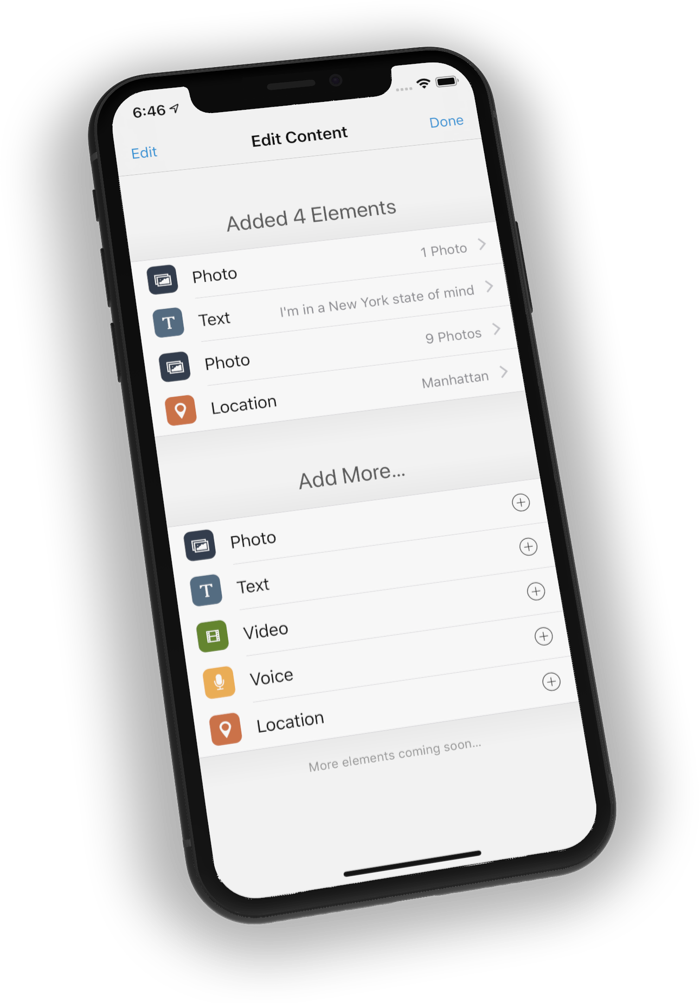 6:46
Edit Edit Content Done
Added 4 Elements
Photo 1 Photo
T Text I'm in a New York state of mind
Photo 9 Photos
Location Manhattan
Add More...
Photo
T Text
Video
Voice
Location
More elements coming soon...